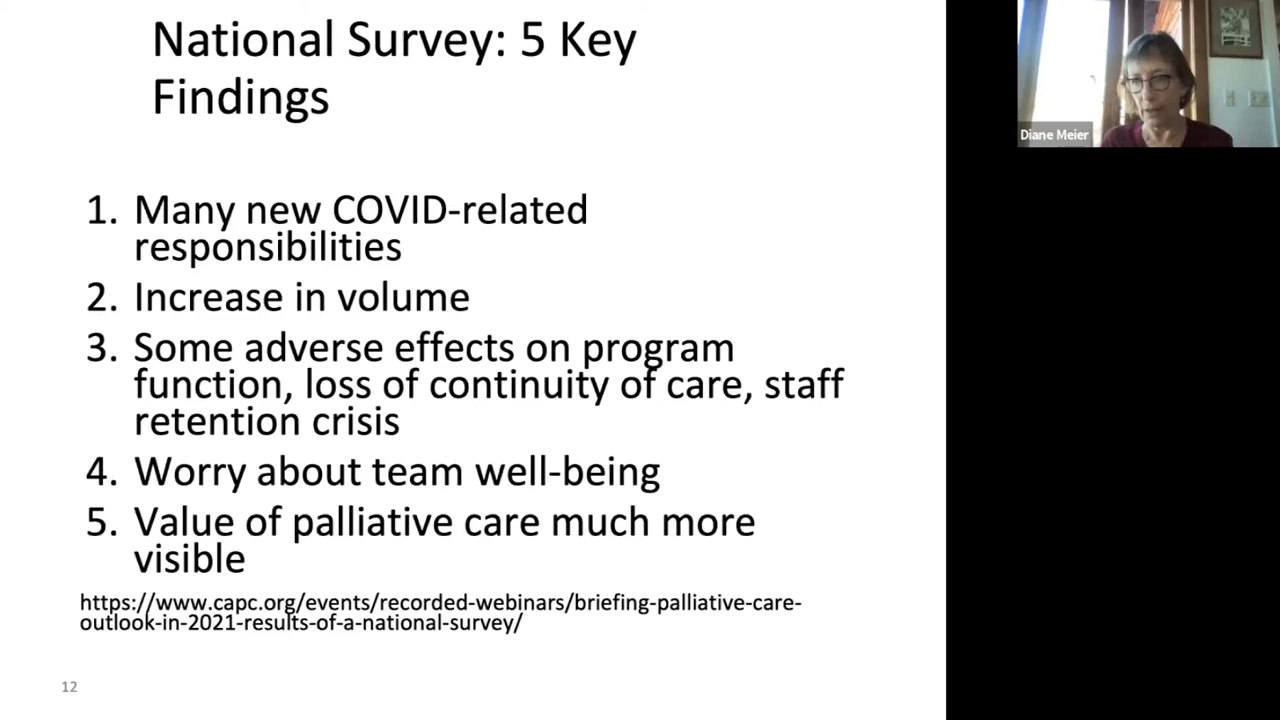 National Survey: 5 Key
Findings
Diane Meier
1. Many new COVID-related
responsibilities
2. Increase in volume
3. Some adverse effects on program
function, loss of continuity of care, staff
retention crisis
4. Worry about team well-being
5. Value of palliative care much more
visible
https://www.capc.org/events/recorded-webinars/briefing-palliative-care-
outlook-in-2021-results-of-a-national-survey/
12